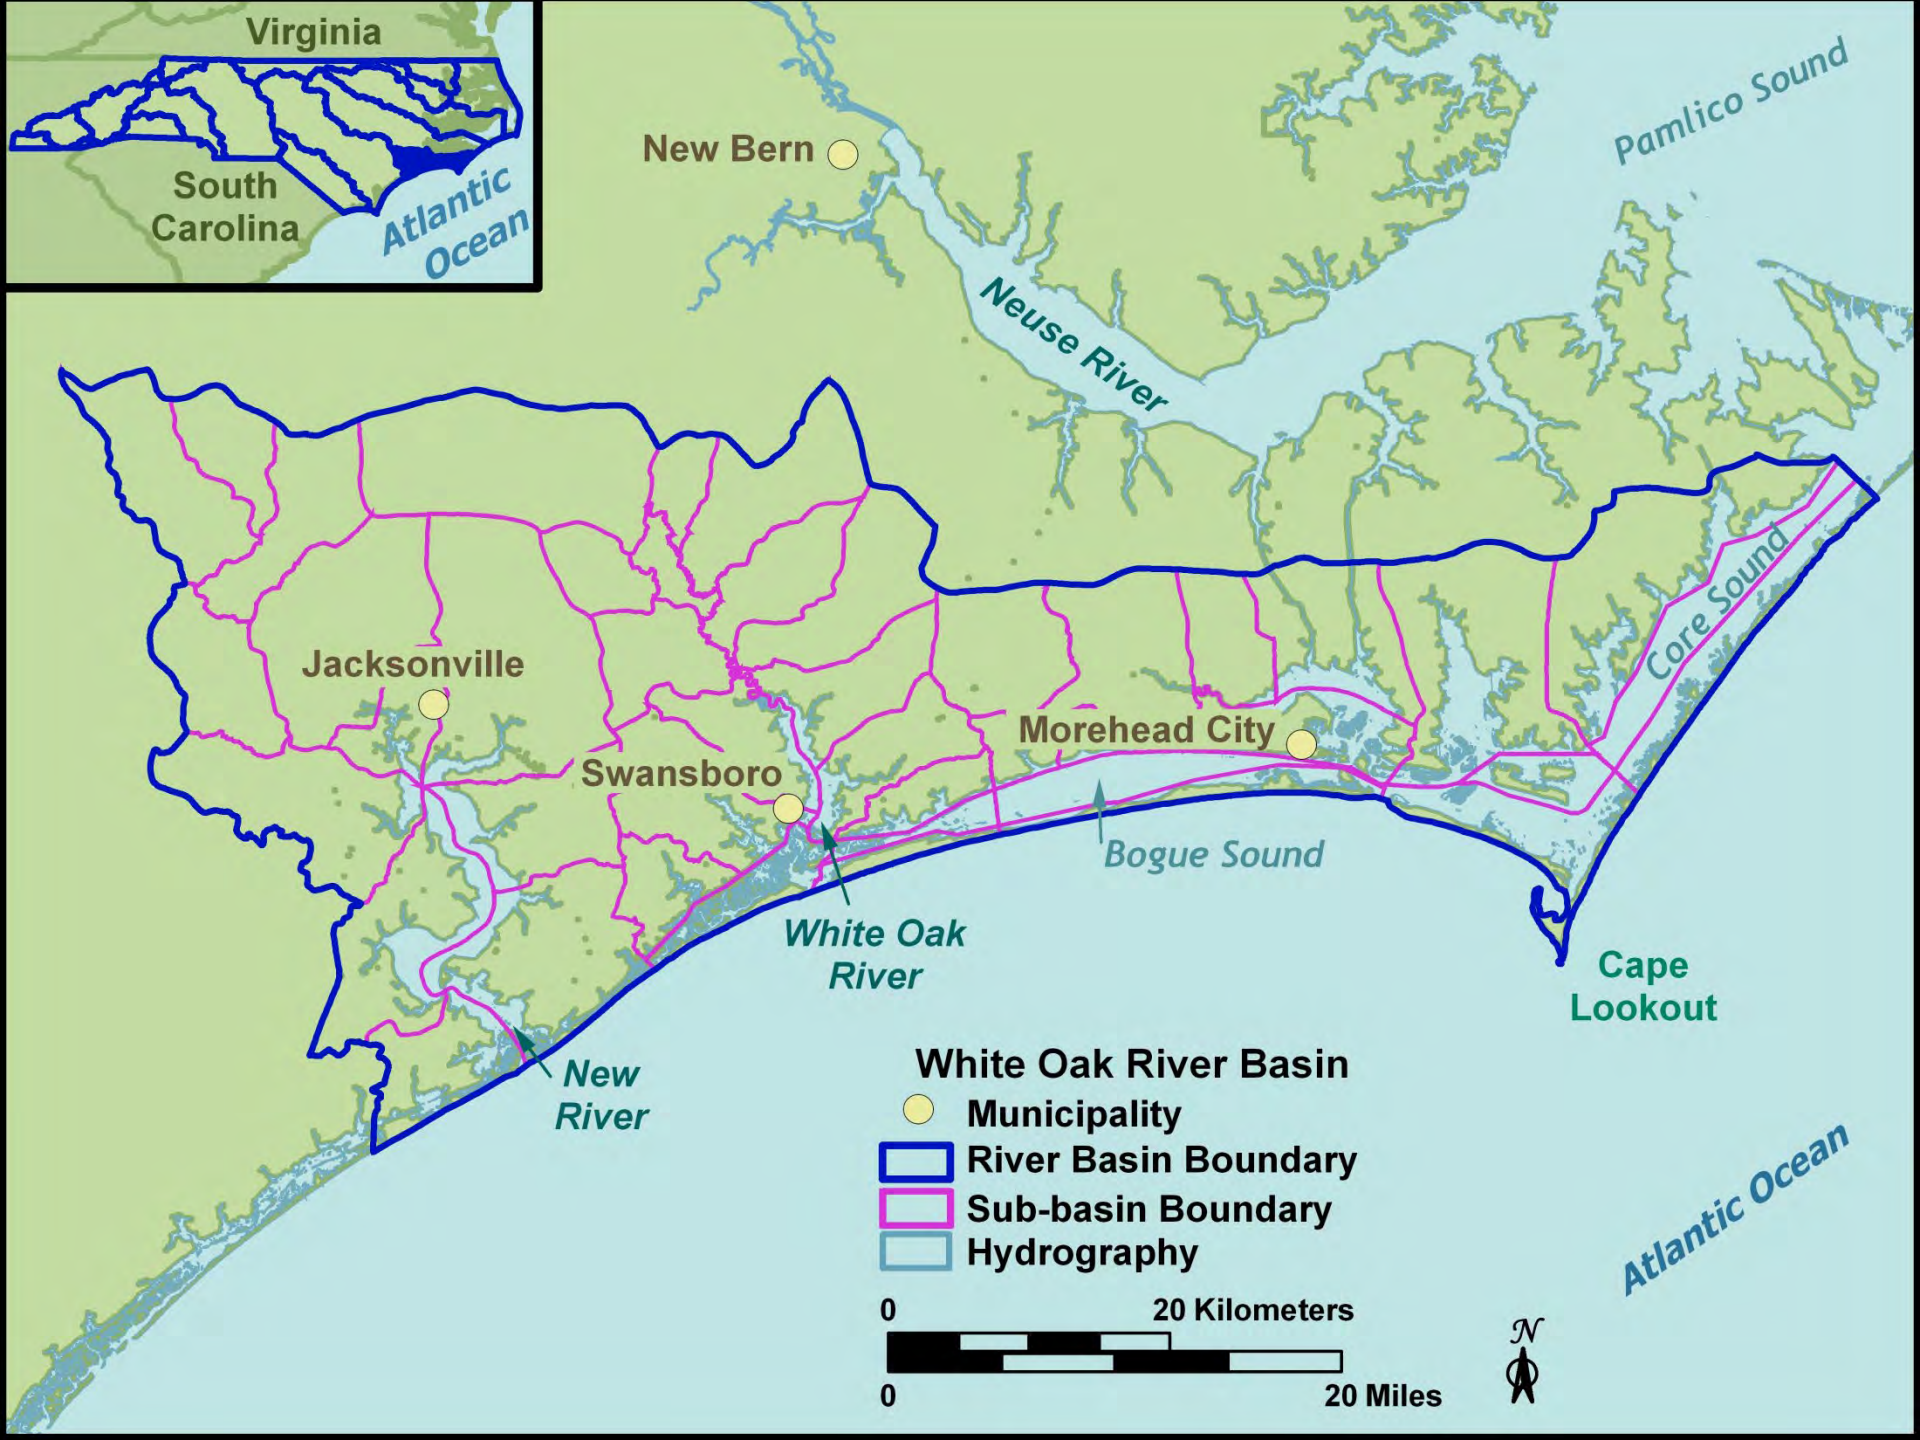 Virginia
South
Carolina
Atlantic
Ocean
New Bern
Pamlico Sound
Neuse River
Core Sound
Jacksonville
Morehead City
Swansboro
Bogue Sound
White Oak
River
Cape
Lookout
New
River
White Oak River Basin
Municipality
River Basin Boundary
Sub-basin Boundary
Hydrography
0 20 Kilometers
0 20 Miles
N
Atlantic Ocean